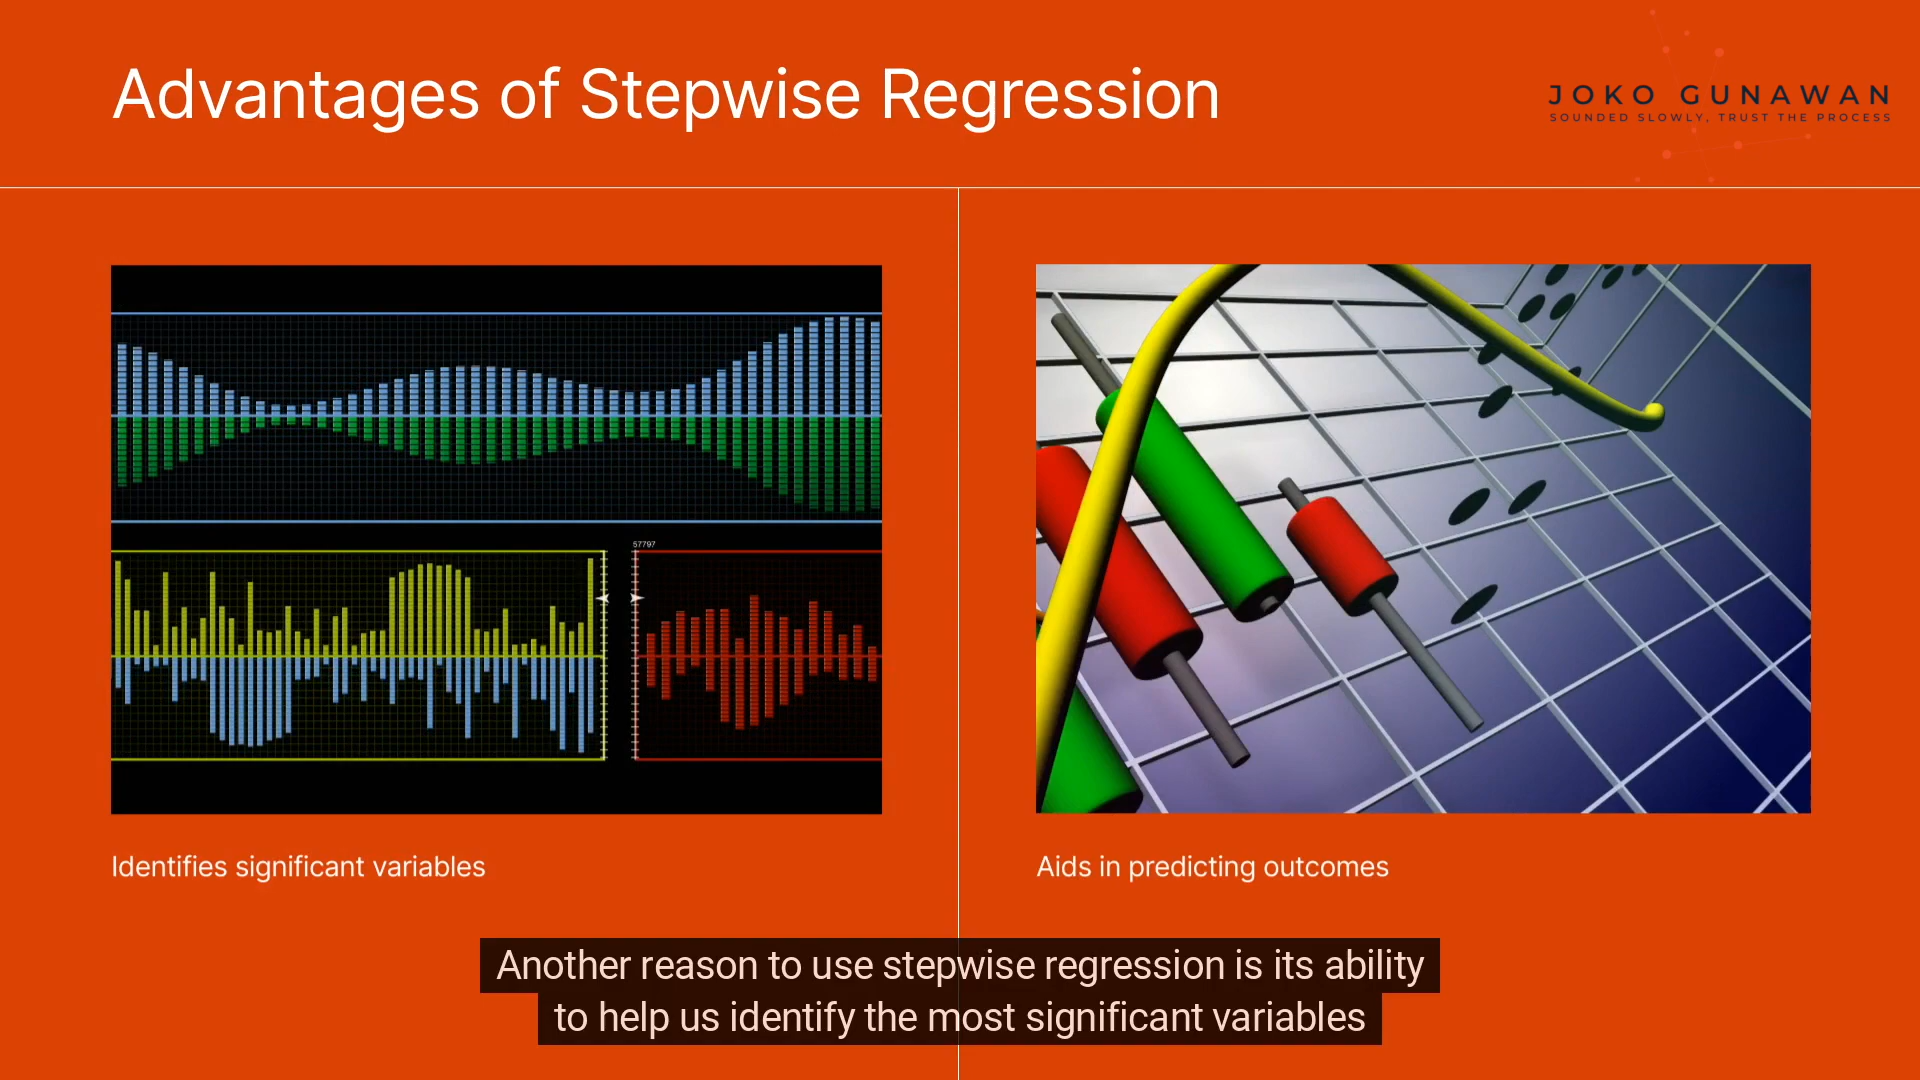 Advantages of Stepwise Regression
JOKO GUNAWAN
SOUNDED SLOWLY, TRUST THE PROCESS
57797
Identifies significant variables
Aids in predicting outcomes
Another reason to use stepwise regression is its ability
to help us identify the most significant variables